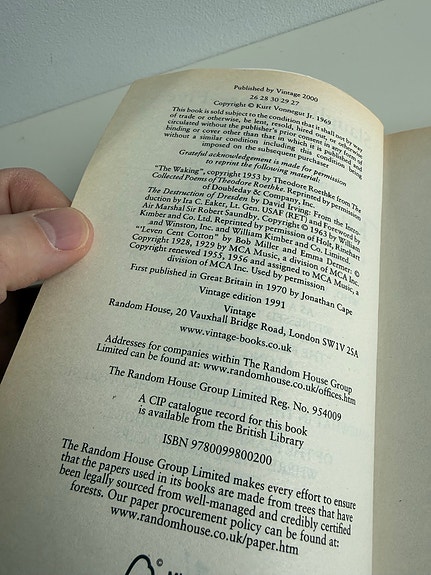 Published by Vintage 2000
26 28 30 29 27
Copyright © Kurt Vonnegut Jr. 1969
This book is sold subject to the condition that it shall not by way
of trade or otherwise, be lent, resold, hired out, or otherwise
circulated without the publisher's prior consent in any form of
binding or cover other than that in which it is published and
without a similar condition including this condition being
imposed on the subsequent purchaser
Grateful acknowledgement is made for permission
to reprint the following material:
"The Waking", copyright 1953 by Theodore Roethke from The
Collected Poems of Theodore Roethke. Reprinted by permission
of Doubleday & Company, Inc.
The Destruction of Dresden by David Irving: From the Intro-
duction by Ira C. Eaker, Lt. Gen. USAF (RET) and Foreword by
Air Marshal Sir Robert Saundby. Copyright © 1963 by William
Kimber and Co. Ltd. Reprinted by permission of Holt, Rinehart
and Winston, Inc. and William Kimber and Co. Limited.
"Leven Cent Cotton" by Bob Miller and Emma Dermer: ©
Copyright 1928, 1929 by MCA Music, a division of MCA Inc.
Copyright renewed 1955, 1956 and assigned to MCA Music, a
division of MCA Inc. Used by permission
First published in Great Britain in 1970 by Jonathan Cape
Vintage edition 1991
Vintage
Random House, 20 Vauxhall Bridge Road, London SW1V 2SA
www.vintage-books.co.uk
Addresses for companies within The Random House Group
Limited can be found at: www.randomhouse.co.uk/offices.htm
The Random House Group Limited Reg. No. 954009
A CIP catalogue record for this book
is available from the British Library
ISBN 9780099800200
The Random House Group Limited makes every effort to ensure
that the papers used in its books are made from trees that have
been legally sourced from well-managed and credibly certified
forests. Our paper procurement policy can be found at:
www.randomhouse.co.uk/paper.htm